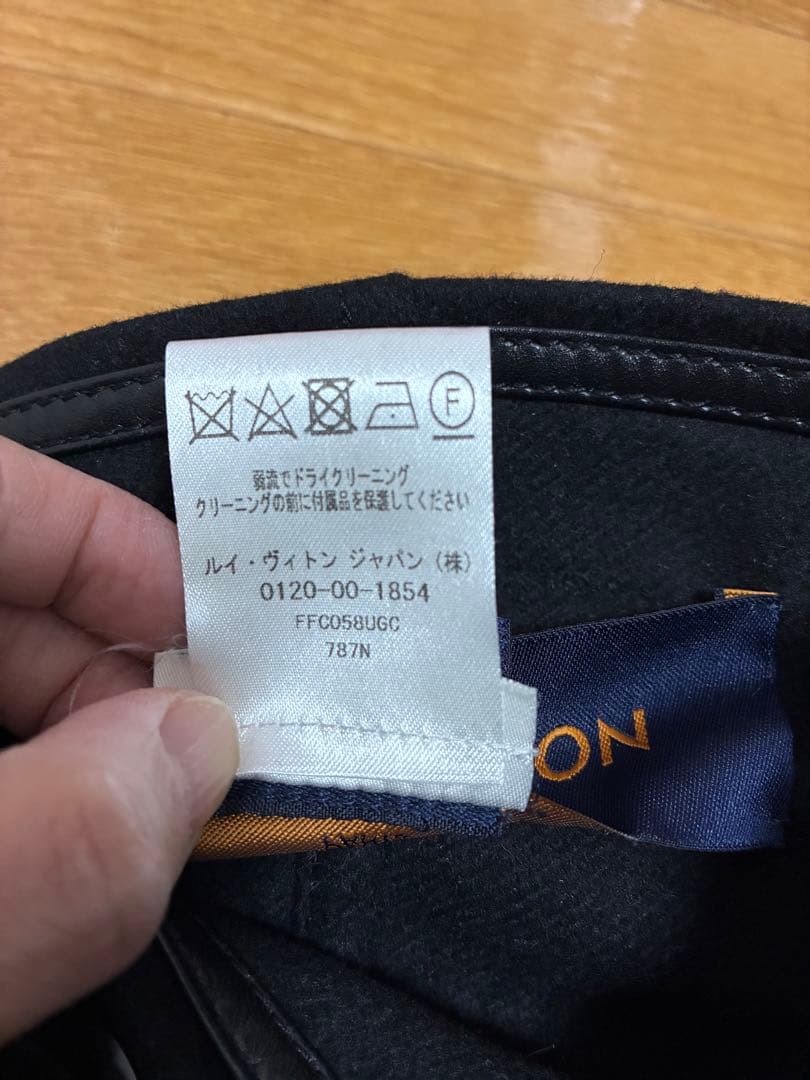 F
弱流でドライクリーニング
クリーニングの前に付属品を保護してください
ルイ・ヴィトン ジャパン (株)
0120-00-1854
FFC058UGC
787N
ON